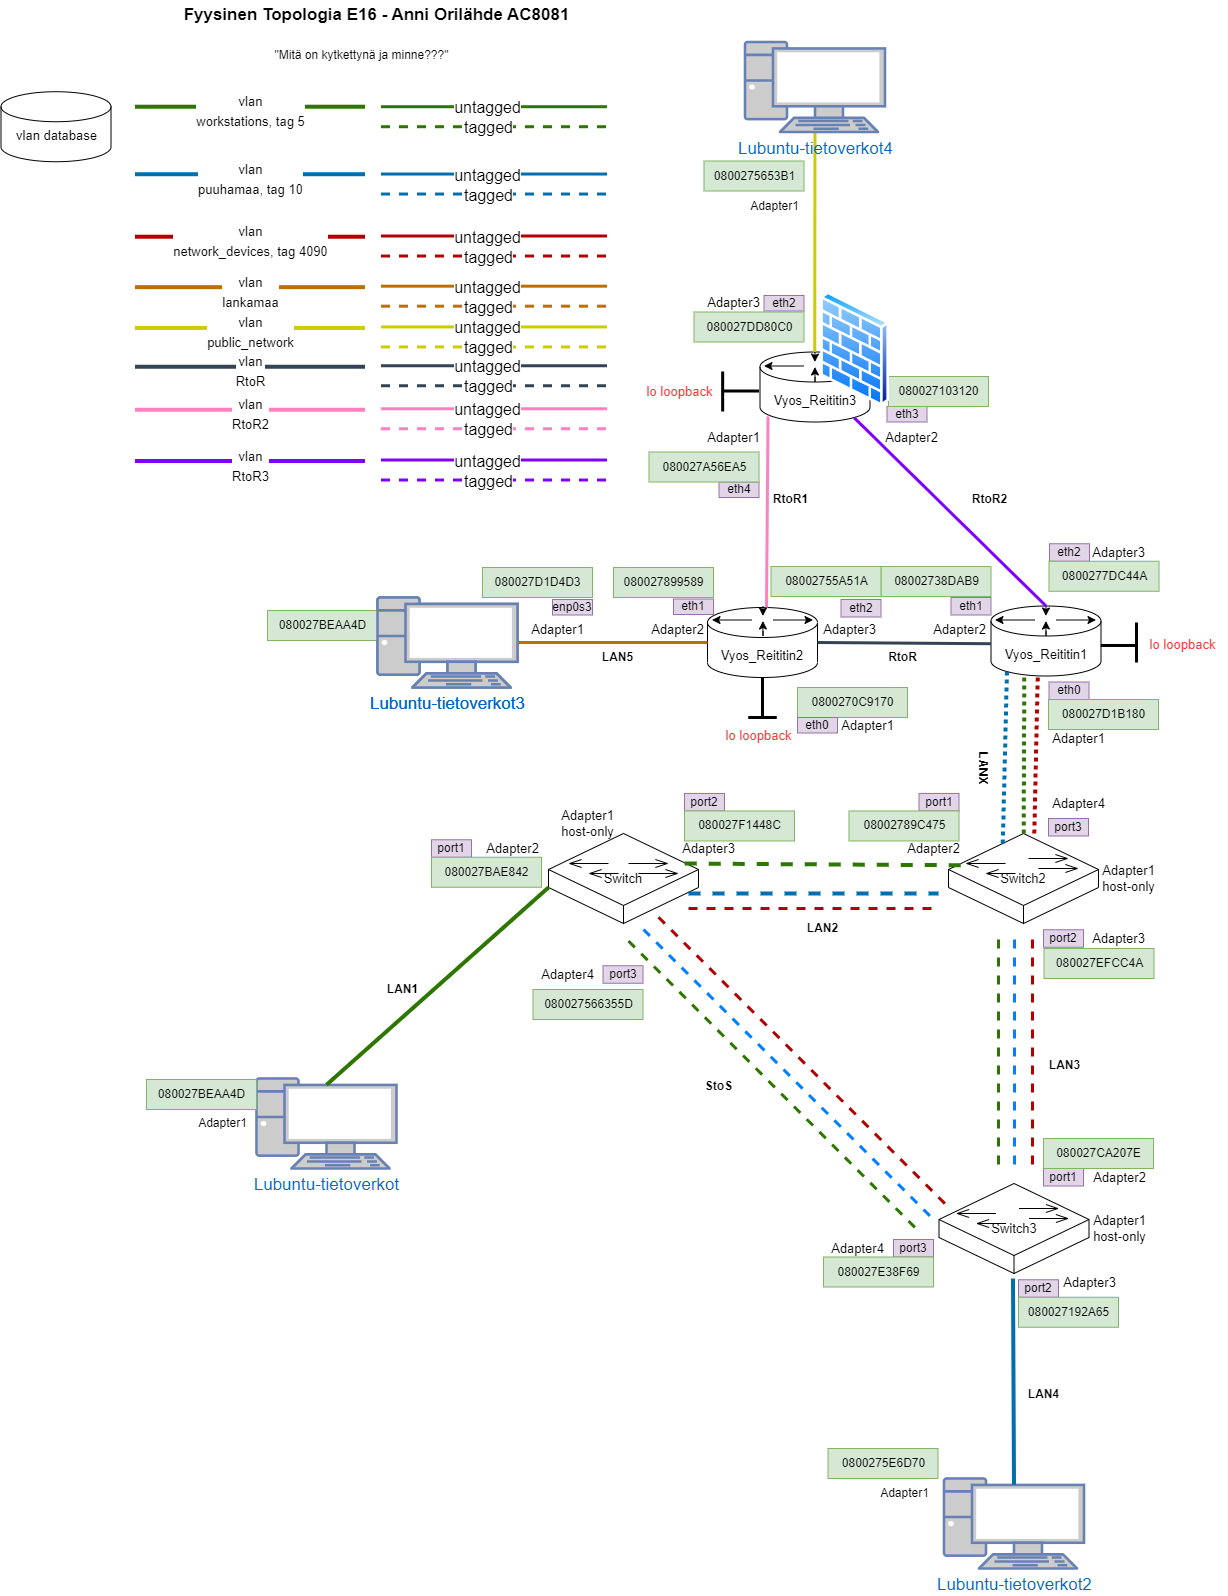 Fyysinen Topologia E16 - Anni Orilähde AC8081
"Mitä on kytkettynä ja minne???"
vlan database
vlan
workstations, tag 5
untagged
tagged
vlan
puuhamaa, tag 10
untagged
tagged
vlan
network_devices, tag 4090
untagged
tagged
vlan
lankamaa
untagged
tagged
vlan
public_network
untagged
tagged
vlan
RtoR
untagged
tagged
vlan
RtoR2
untagged
tagged
vlan
RtoR3
untagged
tagged
Lubuntu-tietoverkot4
0800275653B1
Adapter1
Adapter3
eth2
080027DD80C0
lo loopback
Vyos_Reititin3
080027103120
eth3
Adapter2
Adapter1
080027A56EA5
eth4
RtoR1
RtoR2
eth2
Adapter3
080027D1D4D3
080027899589
08002755A51A
08002738DAB9
0800277DC44A
enp0s3
eth1
eth2
eth1
080027BEAA4D
Adapter1
Adapter2
Adapter3
Adapter2
LAN5
Vyos_Reititin2
RtoR
Vyos_Reititin1
lo loopback
Lubuntu-tietoverkot3
0800270C9170
eth0
Adapter1
lo loopback
eth0
080027D1B180
Adapter1
LANX
Adapter1
host-only
port2
080027F1448C
Adapter3
port1
08002789C475
Adapter2
Adapter4
port3
port1
Adapter2
080027BAE842
Switch
Switch2
Adapter1
host-only
LAN2
port2
Adapter3
080027EFCC4A
Adapter4
port3
080027566355D
LAN1
StoS
LAN3
080027BEAA4D
Adapter1
Lubuntu-tietoverkot
080027CA207E
port1
Adapter2
Switch3
Adapter1
host-only
Adapter4
port3
080027E38F69
port2
Adapter3
080027192A65
LAN4
0800275E6D70
Adapter1
Lubuntu-tietoverkot2